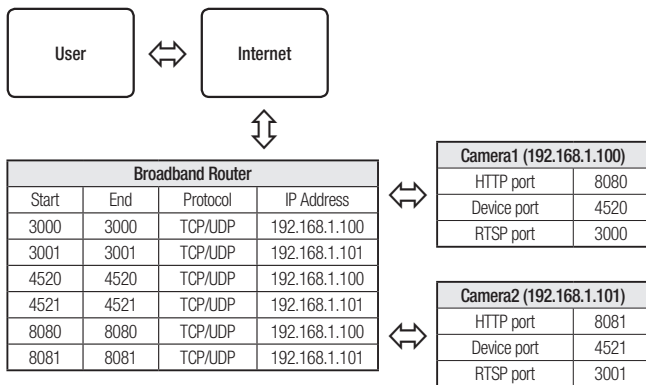 User
Internet
Broadband Router
Start End Protocol IP Address
3000 3000 TCP/UDP 192.168.1.100
3001 3001 TCP/UDP 192.168.1.101
4520 4520 TCP/UDP 192.168.1.100
4521 4521 TCP/UDP 192.168.1.101
8080 8080 TCP/UDP 192.168.1.100
8081 8081 TCP/UDP 192.168.1.101
Camera1 (192.168.1.100)
HTTP port 8080
Device port 4520
RTSP port 3000
Camera2 (192.168.1.101)
HTTP port 8081
Device port 4521
RTSP port 3001